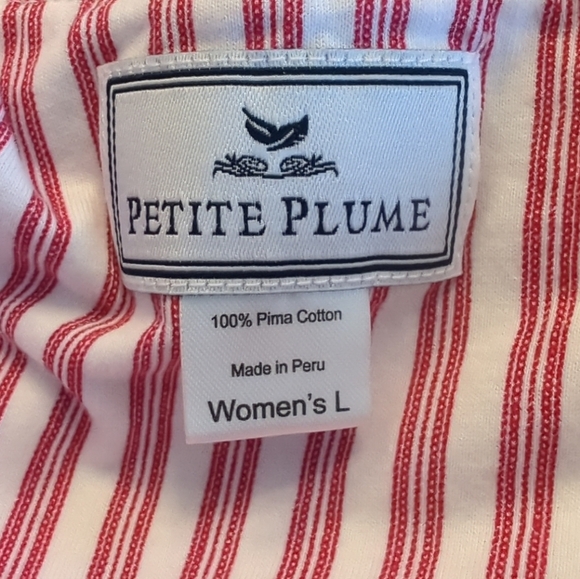 PETITE PLUME
100% Pima Cotton
Made in Peru
Women's L